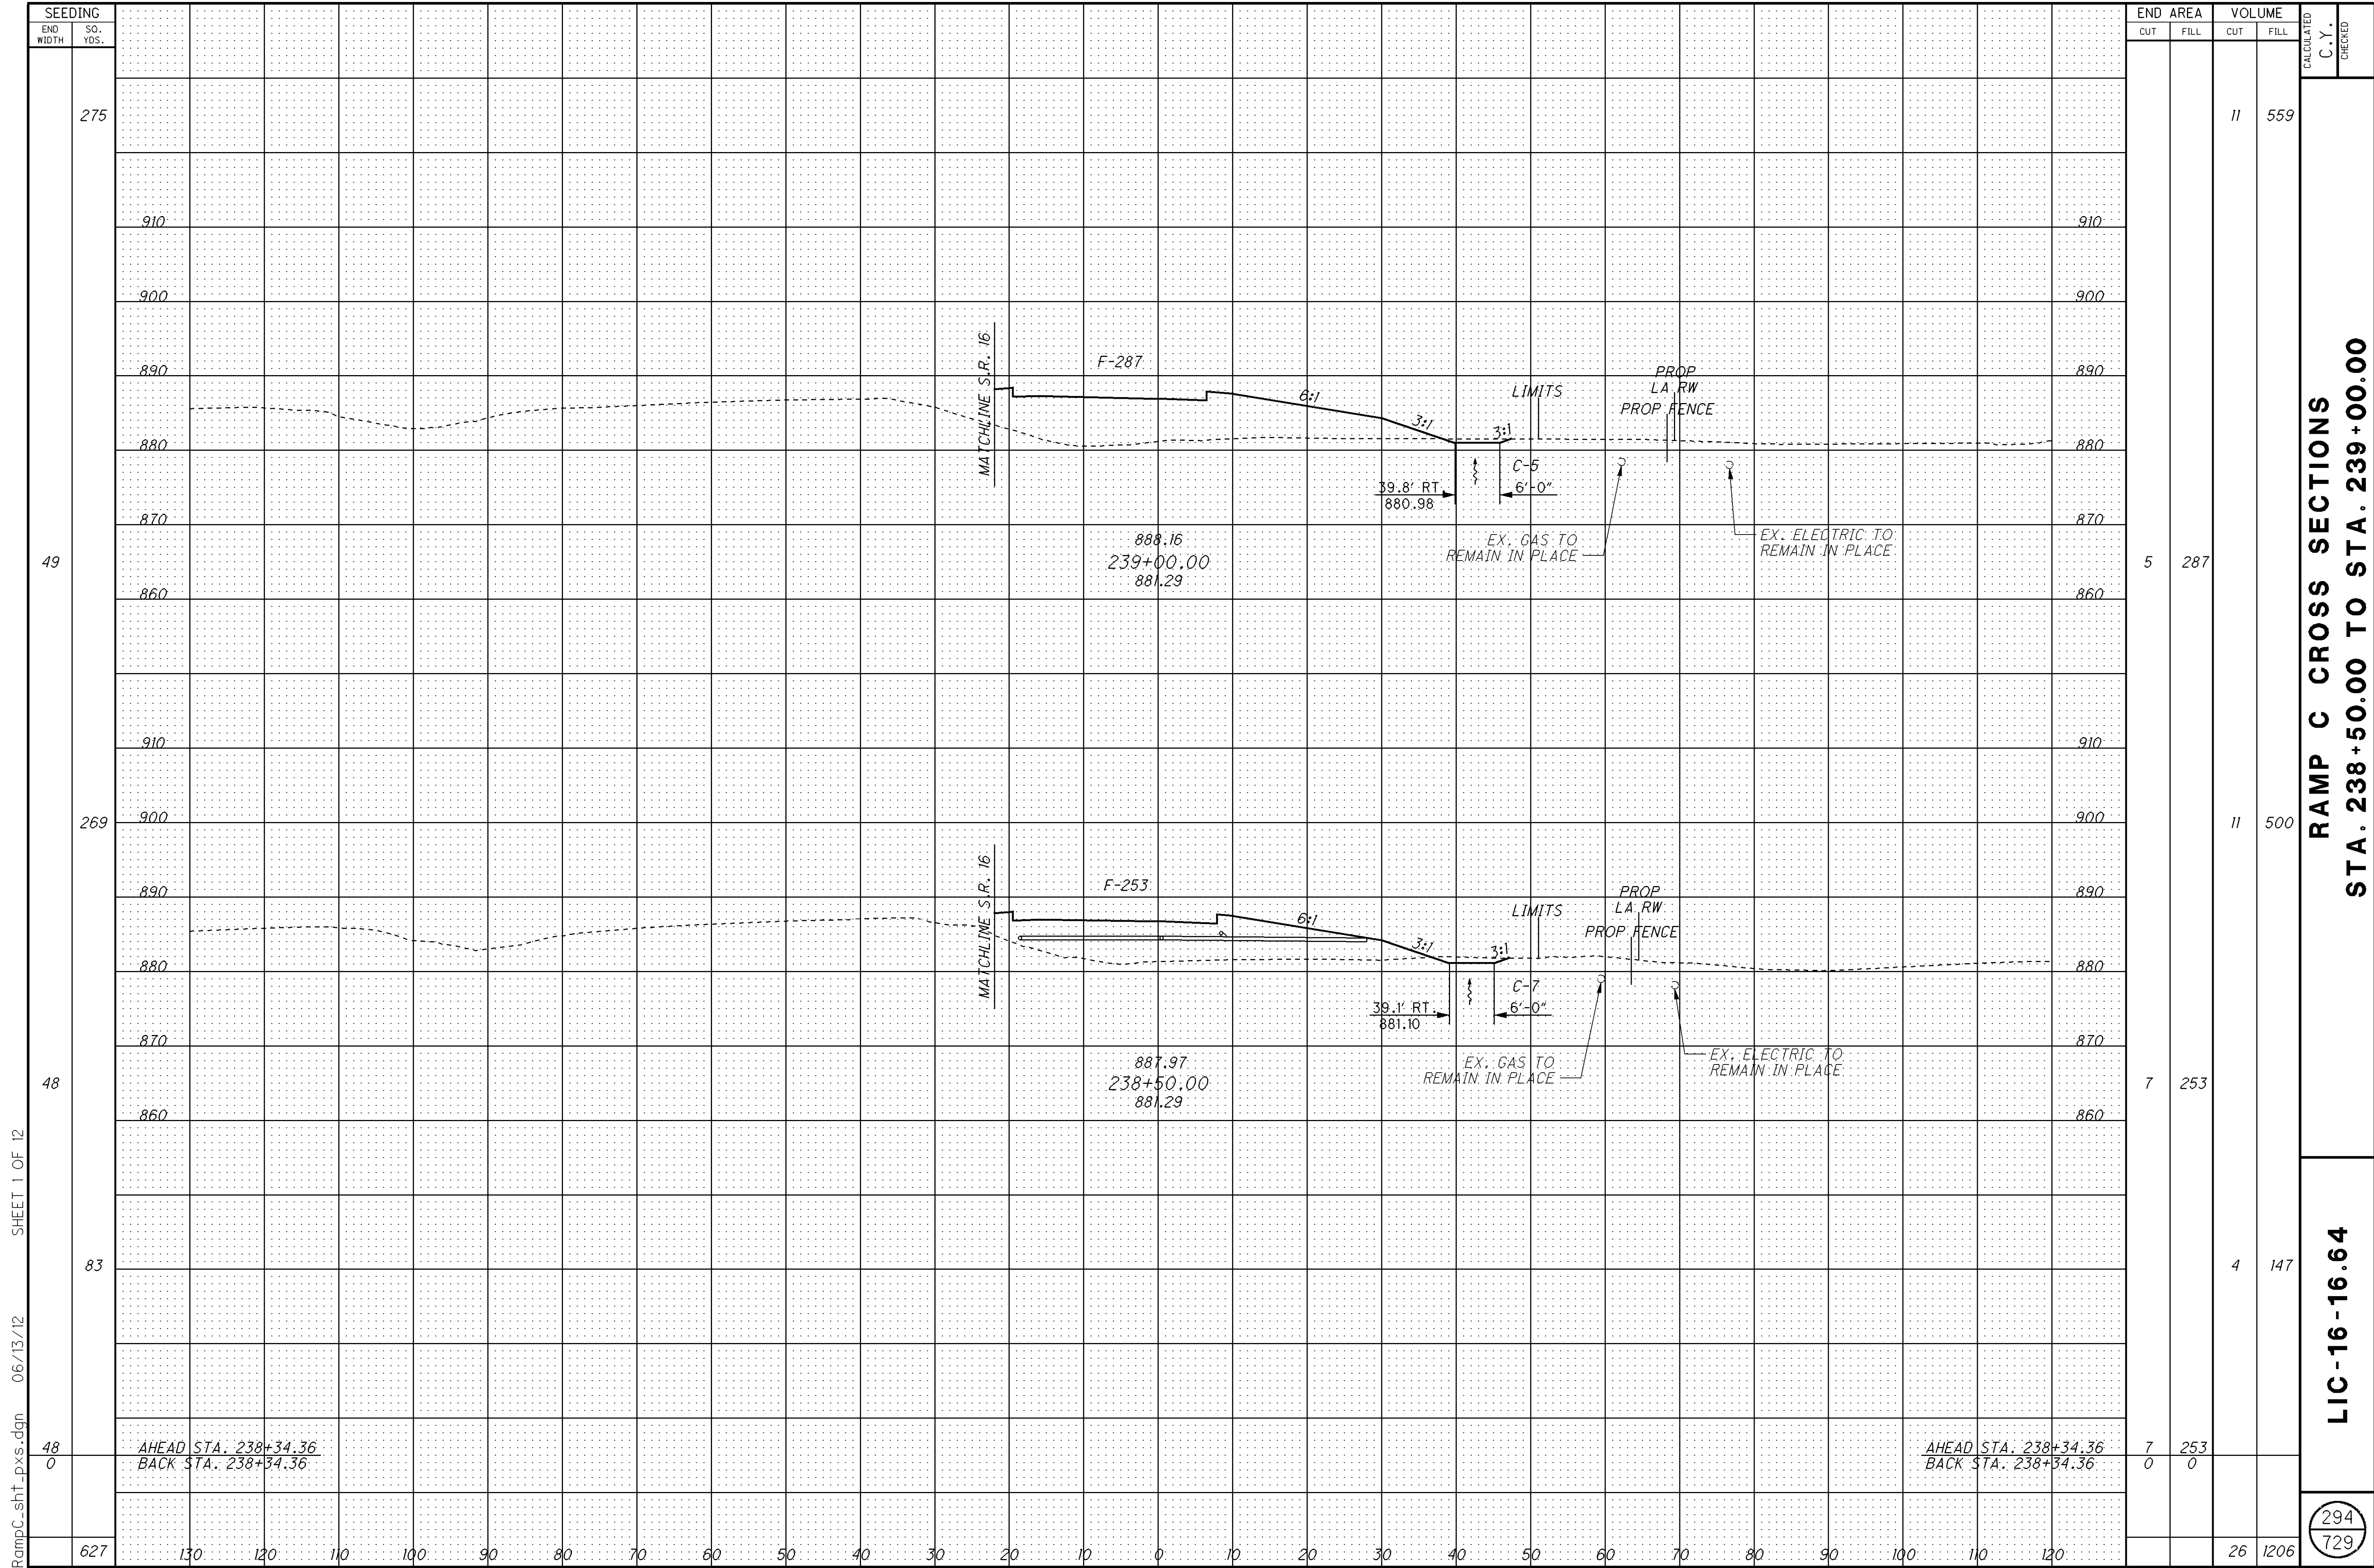 SEEDING
END WIDTH
SQ. YDS.
END AREA
VOLUME
CUT
FILL
CUT
FILL
CALCULATED
C.Y.
CHECKED
275
11
559
910
910
900
900
890
890
880
880
870
870
860
860
MATCHLINE S.R. 16
F-287
6:1
3:1
3:1
LIMITS
PROP
LA RW
PROP FENCE
C-5
39.8' RT.
880.98
6'-0"
EX. GAS TO
REMAIN IN PLACE
EX. ELECTRIC TO
REMAIN IN PLACE
888.16
239+00.00
881.29
49
5
287
910
910
269
900
900
11
500
890
890
880
880
870
870
860
860
MATCHLINE S.R. 16
F-253
6:1
3:1
3:1
LIMITS
PROP
LA RW
PROP FENCE
C-7
39.1' RT.
881.10
6'-0"
EX. GAS TO
REMAIN IN PLACE
EX. ELECTRIC TO
REMAIN IN PLACE
887.97
238+50.00
881.29
48
7
253
83
4
147
48
0
AHEAD STA. 238+34.36
BACK STA. 238+34.36
AHEAD STA. 238+34.36
BACK STA. 238+34.36
7
253
0
0
627
130 120 110 100 90 80 70 60 50 40 30 20 10 0 10 20 30 40 50 60 70 80 90 100 110 120
26
1206
RAMP C CROSS SECTIONS
STA. 238+50.00 TO STA. 239+00.00
LIC-16-16.64
294
729
RampC_sht_pxs.dgn 06/13/12 SHEET 1 OF 12